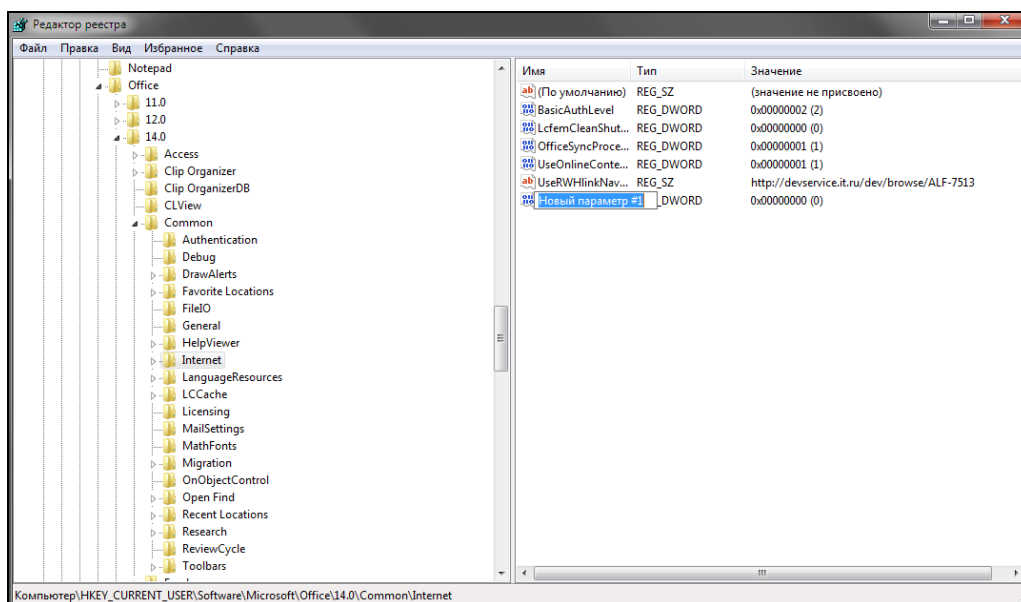 Редактор реестра
Файл Правка Вид Избранное Справка
Notepad
Office
11.0
12.0
14.0
Access
Clip Organizer
Clip OrganizerDB
CLView
Common
Authentication
Debug
DrawAlerts
Favorite Locations
FileIO
General
HelpViewer
Internet
LanguageResources
LCCache
Licensing
MailSettings
MathFonts
Migration
OnObjectControl
Open Find
Recent Locations
Research
ReviewCycle
Toolbars
Имя Тип Значение
(По умолчанию) REG_SZ (значение не присвоено)
BasicAuthLevel REG_DWORD 0x00000002 (2)
LcfemCleanShut... REG_DWORD 0x00000000 (0)
OfficeSyncProce... REG_DWORD 0x00000001 (1)
UseOnlineConte... REG_DWORD 0x00000001 (1)
UseRWHlinkNav... REG_SZ http://devservice.it.ru/dev/browse/ALF-7513
Новый параметр #1 _DWORD 0x00000000 (0)
Компьютер\HKEY_CURRENT_USER\Software\Microsoft\Office\14.0\Common\Internet